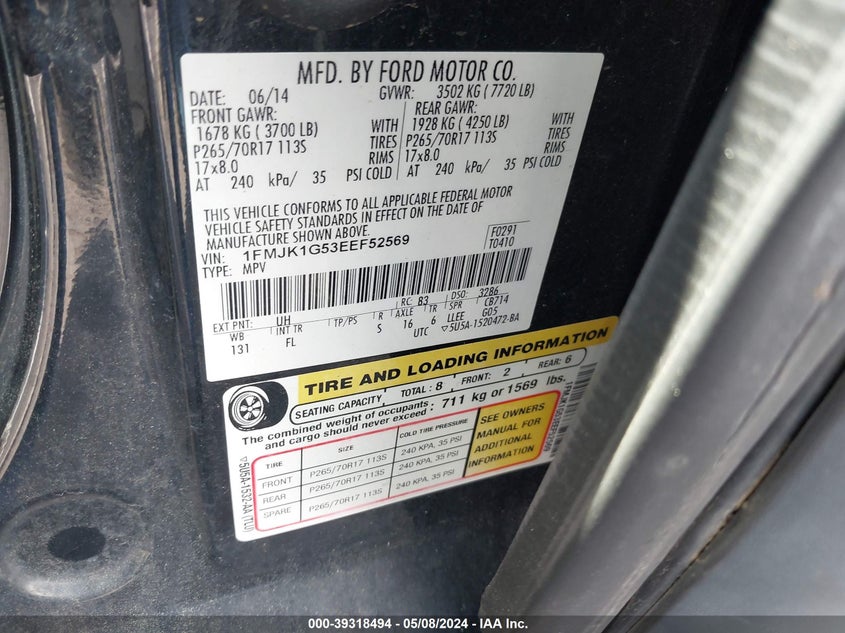 MFD. BY FORD MOTOR CO.
DATE: 06/14 GVWR: 3502 KG ( 7720 LB)
FRONT GAWR: REAR GAWR:
1678 KG ( 3700 LB) WITH 1928 KG ( 4250 LB) WITH
P265/70R17 113S TIRES P265/70R17 113S TIRES
17x8.0 RIMS 17x8.0 RIMS
AT 240 kPa/ 35 PSI COLD AT 240 kPa/ 35 PSI COLD
THIS VEHICLE CONFORMS TO ALL APPLICABLE FEDERAL MOTOR
VEHICLE SAFETY STANDARDS IN EFFECT ON THE DATE OF
MANUFACTURE SHOWN ABOVE.
VIN: 1FMJK1G53EEF52569 F0291
TYPE: MPV T0410
EXT PNT: UH RC: B3 DSO: 3286
WB INT TR TP/PS R AXLE TR SPR CB714
131 FL S 16 6 LLEE G05
UTC ▽5U5A-1520472-BA
TIRE AND LOADING INFORMATION
SEATING CAPACITY TOTAL: 8 FRONT: 2 REAR: 6
The combined weight of occupants and cargo should never exceed: 711 kg or 1569 lbs.
TIRE SIZE COLD TIRE PRESSURE
FRONT P265/70R17 113S 240 KPA, 35 PSI
REAR P265/70R17 113S 240 KPA, 35 PSI
SPARE P265/70R17 113S 240 KPA, 35 PSI
SEE OWNERS
MANUAL FOR
ADDITIONAL
INFORMATION
▽5U5A-1532-AA (TLU)
000-39318494 - 05/08/2024 - IAA Inc.